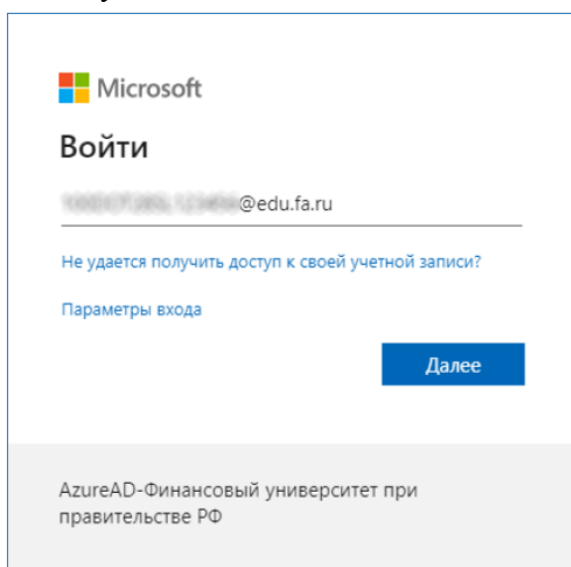 Microsoft
Войти
@edu.fa.ru
Не удается получить доступ к своей учетной записи?
Параметры входа
Далее
AzureAD-Финансовый университет при
правительстве РФ